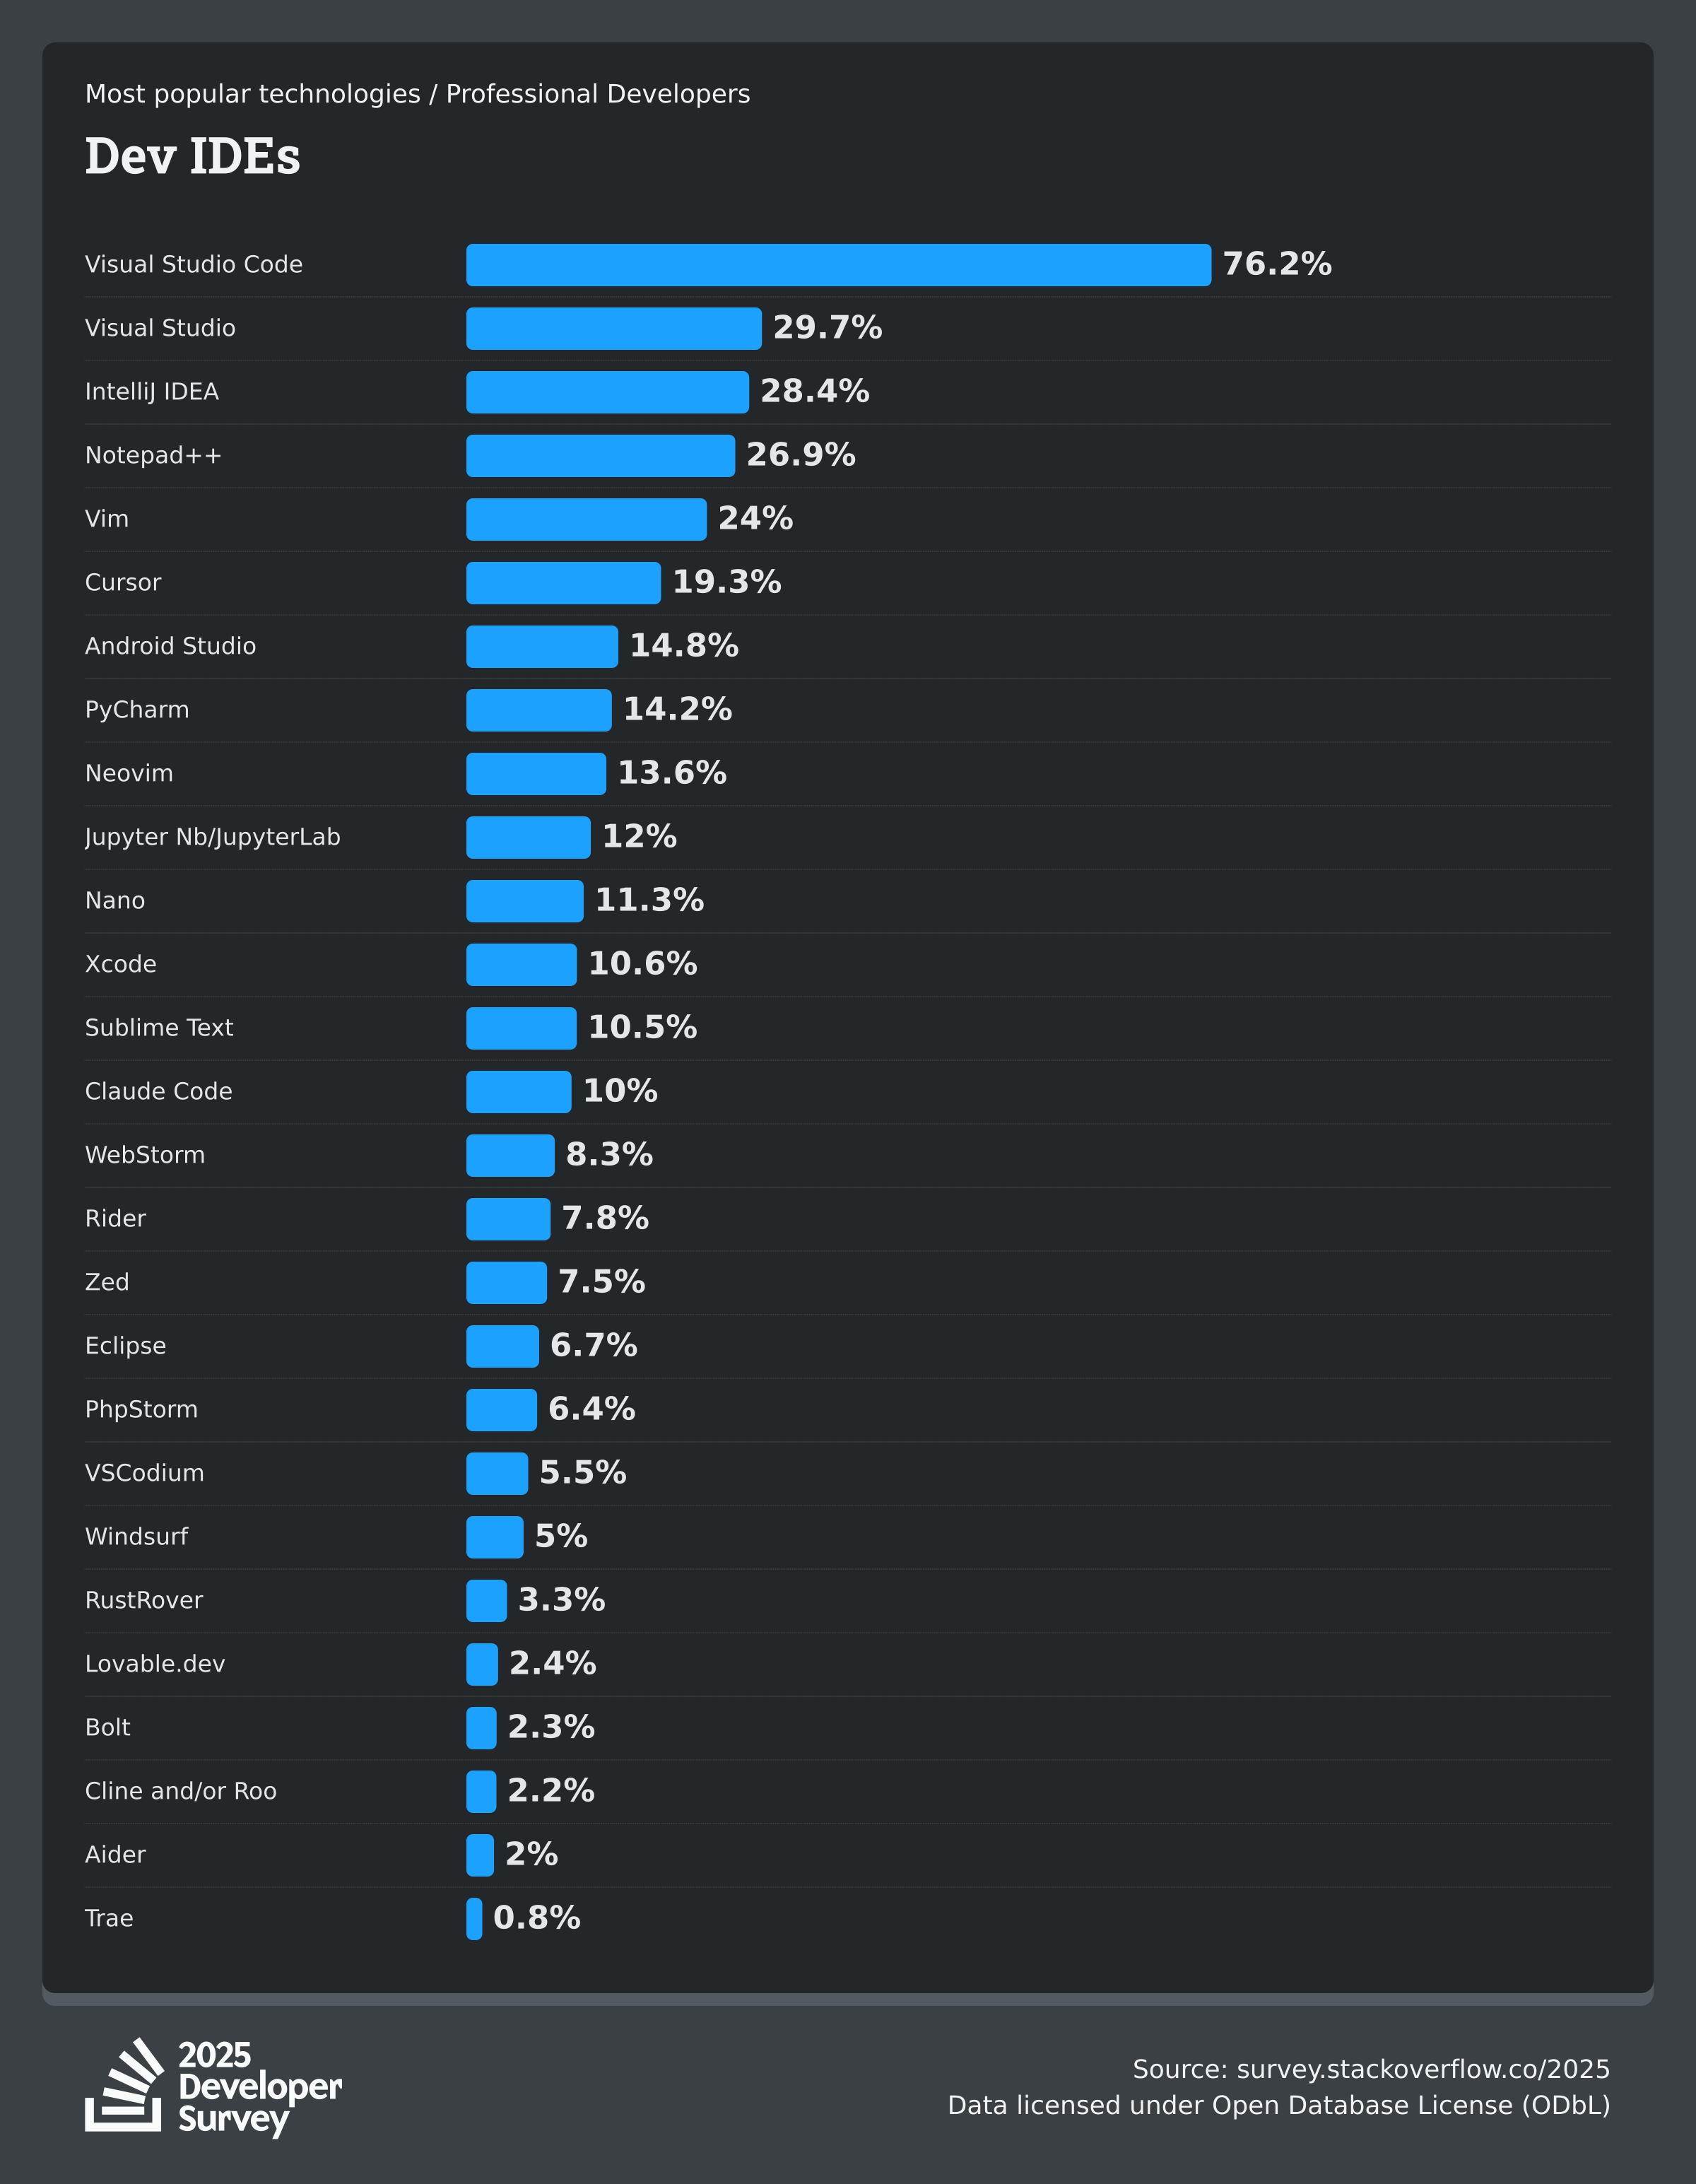 Most popular technologies / Professional Developers
Dev IDEs
Visual Studio Code 76.2%
Visual Studio 29.7%
IntelliJ IDEA 28.4%
Notepad++ 26.9%
Vim 24%
Cursor 19.3%
Android Studio 14.8%
PyCharm 14.2%
Neovim 13.6%
Jupyter Nb/JupyterLab 12%
Nano 11.3%
Xcode 10.6%
Sublime Text 10.5%
Claude Code 10%
WebStorm 8.3%
Rider 7.8%
Zed 7.5%
Eclipse 6.7%
PhpStorm 6.4%
VSCodium 5.5%
Windsurf 5%
RustRover 3.3%
Lovable.dev 2.4%
Bolt 2.3%
Cline and/or Roo 2.2%
Aider 2%
Trae 0.8%
2025
Developer
Survey
Source: survey.stackoverflow.co/2025
Data licensed under Open Database License (ODbL)